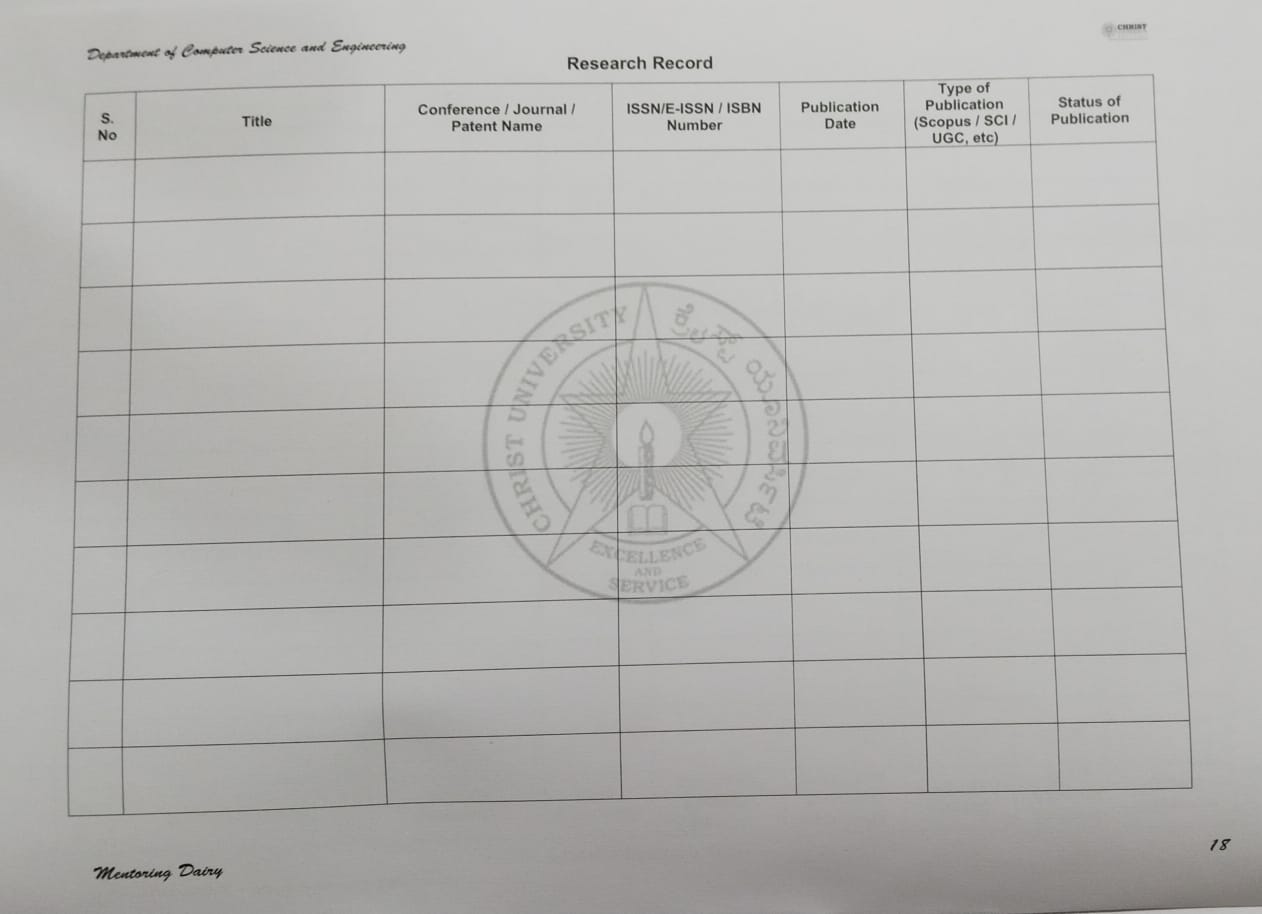 CHRIST
Department of Computer Science and Engineering
Research Record
S.
No
Title
Conference / Journal /
Patent Name
ISSN/E-ISSN / ISBN
Number
Publication
Date
Type of
Publication
(Scopus / SCI /
UGC, etc)
Status of
Publication
CHRIST UNIVERSITY
ಕ್ರೈಸ್ಟ್ ಯೂನಿವರ್ಸಿಟಿ
EXCELLENCE
AND
SERVICE
Mentoring Dairy
18